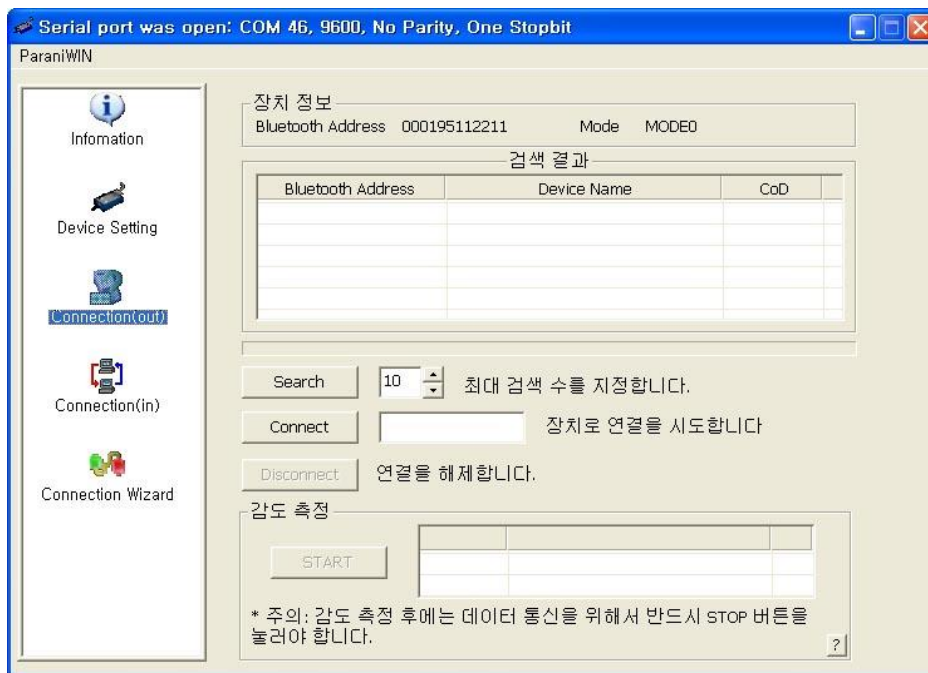 Serial port was open: COM 46, 9600, No Parity, One Stopbit
ParaniWIN
Infomation
Device Setting
Connection(out)
Connection(in)
Connection Wizard
장치 정보
Bluetooth Address 000195112211 Mode MODE0
검색 결과
Bluetooth Address Device Name CoD
Search 10 최대 검색 수를 지정합니다.
Connect 장치로 연결을 시도합니다
Disconnect 연결을 해제합니다.
감도 측정
START
* 주의: 감도 측정 후에는 데이터 통신을 위해서 반드시 STOP 버튼을
눌러야 합니다.
?